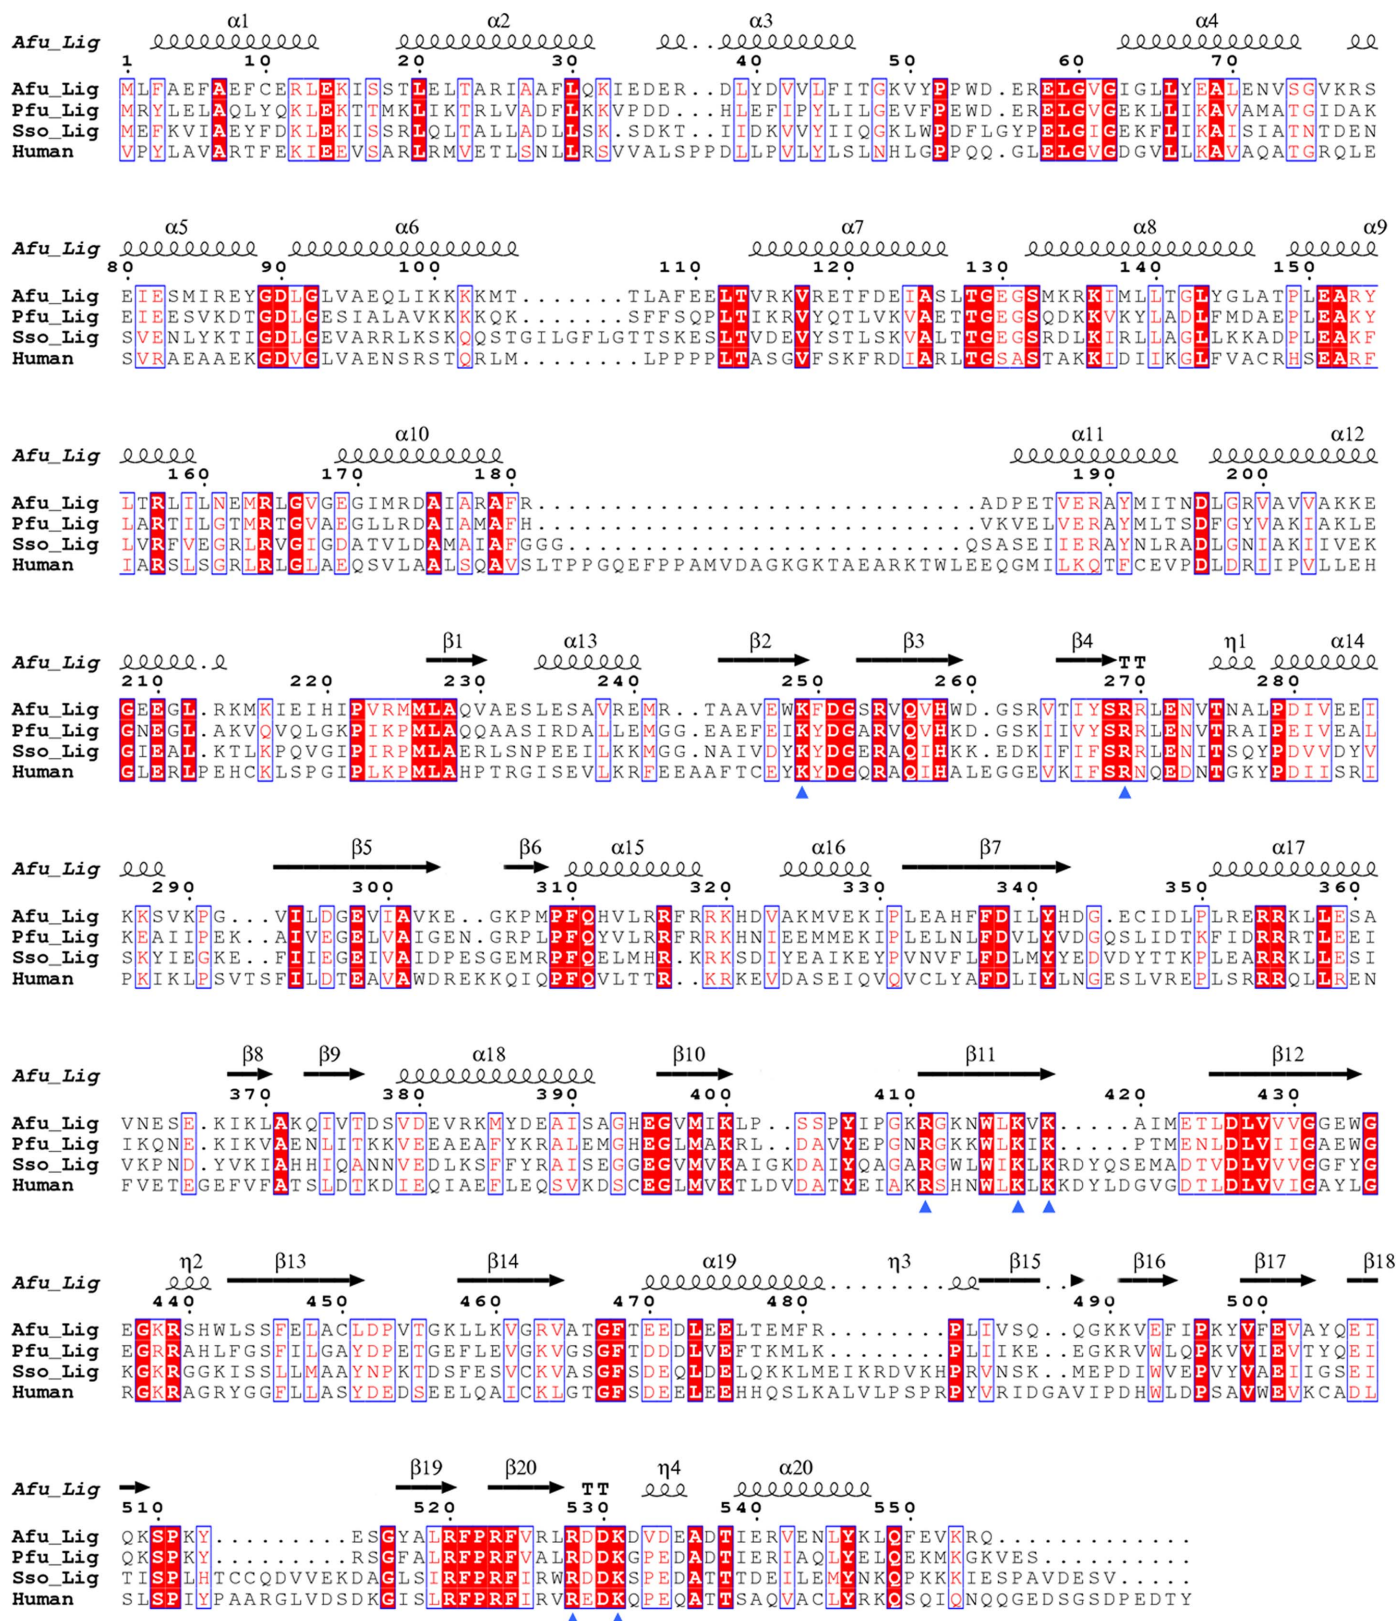 α1 α2 α3 α4
Afu_Lig
1 10 20 30 40 50 60 70
Afu_Lig MLFAEFAEFCERLEKISSTLELTARIAAFLQKIEDER..DLYDVVLFITGKVYPPWD.ERELGVGIGLLYEALENVSGVKRS
Pfu_Lig MRYLELAQLYQKLEKTTMKLIKTRLVADFLKKVPDD...HLEFIPYLILGEVFPEWD.ERELGVGEKLLIKAVAMATGIDAK
Sso_Lig MEFKVIAEYFDKLEKISSRLQLTALLADLLSK.SDKT..IIDKVVYIIQGKLWPDFLGYPELGIGEKFLIKAISIATNTDEN
Human VPYLAVARTFEKIEEVSARLRMVETLSNLLRSVVALSPPDLLPVLYLSLNHLGPPQQ.GLELGVGDGVLLKAVAQATGRQLE
α5 α6 α7 α8 α9
Afu_Lig
80 90 100 110 120 130 140 150
Afu_Lig EIESMIREYGDLGLVAEQLIKKKKMT.......TLAFEELTVRKVRETFDEIASLTGEGSMKRKIMLLTGLYGLATPLEARY
Pfu_Lig EIEESVKDTGDLGESIALAVKKKKQK.......SFFSQPLTIKRVYQTLVKVAETTGEGSQDKKVKYLADLFMDAEPLEAKY
Sso_Lig SVENLYKTIGDLGEVARRLKSKQQSTGILGFLGTTSKESLTVDEVYSTLSKVALTTGEGSRDLKIRLLAGLLKKADPLEAKF
Human SVRAEAAEKGDVGLVAENSRSTQRLM.......LPPPPLTASGVFSKFRDIARLTGSASTAKKIDIIKGLFVACRHSEARF
α10 α11 α12
Afu_Lig
160 170 180 190 200
Afu_Lig LTRLILNEMRLGVGEGIMRDAIARAFR.............................ADPETVERAYMITNDLGRVAVVAKKE
Pfu_Lig LARTILGTMRTGVAEGLLRDAIAMAFH.............................VKVELVERAYMLTSDFGYVAKIAKLE
Sso_Lig LVRFVEGRLRVGIGDATVLDAMAIAFGGG..........................QSASEIIERAYNLRADLGNIAKIIVEK
Human IARSLSGRLRLGLAEQSVLAALSQAVSLTPPGQEFPPAMVDAGKGKTAEARKTWLEEQGMILKQTFCEVPDLDRIIPVLLEH
β1 α13 β2 β3 β4 η1 α14
Afu_Lig TT
210 220 230 240 250 260 270 280
Afu_Lig GEEGL.RKMKIEIHIPVRMMLAQVAESLESAVREMR..TAAVEWKFDGSRVQVHWD.GSRVTIYSRRLENVTNALPDIVEEI
Pfu_Lig GNEGL.AKVQVQLGKPIKPMLAQQAASIRDALLEMGG.EAEFEIKYDGARVQVHKD.GSKIIVYSRRLENVTRAIPEIVEAL
Sso_Lig GIEAL.KTLKPQVGIPIRPMLAERLSNPEEILKKMGG.NAIVDYKYDGERAQIHKK.EDKIFIFSRRLENITSQYPDVVDYV
Human GLERLPEHCKLSPGIPLKPMLAHPTRGISEVLKRFEEAAFTCEYKYDGQRAQIHALEGGEVKIFSRNQEDNTGKYPDIISRI
β5 β6 α15 α16 β7 α17
Afu_Lig
290 300 310 320 330 340 350 360
Afu_Lig KKSVKPG...VILDGEVIAVKE..GKPMPFQHVLRRFRRKHDVAKMVEKIPLEAHFFDILYHDG.ECIDLPLRERRKLLESA
Pfu_Lig KEAIIPEK..AIVEGELVAIGEN.GRPLPFQYVLRRFRRKHNIEEMMEKIPLELNLFDVLYVDGQSLIDTKFIDRRRTLEEI
Sso_Lig SKYIEGKE..FIIEGEIVAIDPESGEMRPFQELMHR.KRKSDIYEAIKEYPVNVFLFDLMYYEDVDYTTKPLEARRKLLESI
Human PKIKLPSVTSFILDTEAVAWDREKKQIQPFQVLTTR..KRKEVDASEIQVQVCLYAFDLIYLNGESLVREPLSRRRQLLREN
β8 β9 α18 β10 β11 β12
Afu_Lig
370 380 390 400 410 420 430
Afu_Lig VNESE.KIKLAKQIVTDSVDEVRKMYDEAISAGHEGVMIKLP..SSPYIPGKRGKNWLKVK.....AIMETLDLVVVGGEWG
Pfu_Lig IKQNE.KIKVAENLITKKVEEAEAFYKRALEMGHEGLMAKRL..DAVYEPGNRGKKWLKIK.....PTMENLDLVIIGAEWG
Sso_Lig VKPND.YVKIAHHIQANNVEDLKSFFYRAISEGGEGVMVKAIGKDAIYQAGARGWLWIKLKRDYQSEMADTVDLVVVGGFYG
Human FVETEGEFVFATSLDTKDIEQIAEFLEQSVKDSCEGLMVKTLDVDATYEIAKRSHNWLKLKKDYLDGVGDTLDLVVIGAYLG
η2 β13 β14 α19 η3 β15 β16 β17 β18
Afu_Lig
440 450 460 470 480 490 500
Afu_Lig EGKRSHWLSSFELACLDPVTGKLLKVGRVATGFTEEDLEELTEMFR........PLIVSQ..QGKKVEFIPKYVFEVAYQEI
Pfu_Lig EGRRAHLFGSFILGAYDPETGEFLEVGKVGSGFTDDDLVEFTKMLK........PLIIKE...EGKRVWLQPKVVIEVTYQEI
Sso_Lig KGKRGGKISSLLMAAYNPKTDSFESVCKVASGFSDEQLDELQKKLMEIKRDVKHPRVNSK...MEPDIWVEPVYVAEIIGSEI
Human RGKRAGRYGGFLLASYDEDSEELQAICKLGTGFSDEELEEHHQSLKALVLPSPRPYVRIDGAVIPDHWLDPSAVWEVKCADL
β19 β20 η4 α20
Afu_Lig TT
510 520 530 540 550
Afu_Lig QKSPKY.........ESGYALRFPRFVRLRDDKDVDEADTIERVENLYKLQFEVKRQ..........
Pfu_Lig QKSPKY.........RSGFALRFPRFVALRDDKGPEDADTIERIAQLYELQEKMKGKVES.......
Sso_Lig TISPLHTCCQDVVEKDAGLSIRFPRFIRWRDDKSPEDATTTDEILEMYNKQPKKKIESPAVDESV.....
Human SLSPIYPAARGLVDSDKGISLRFPRFIRVREDKQPEQATTSAQVACLYRKQSQIQNQQGEDSGSDPEDTY